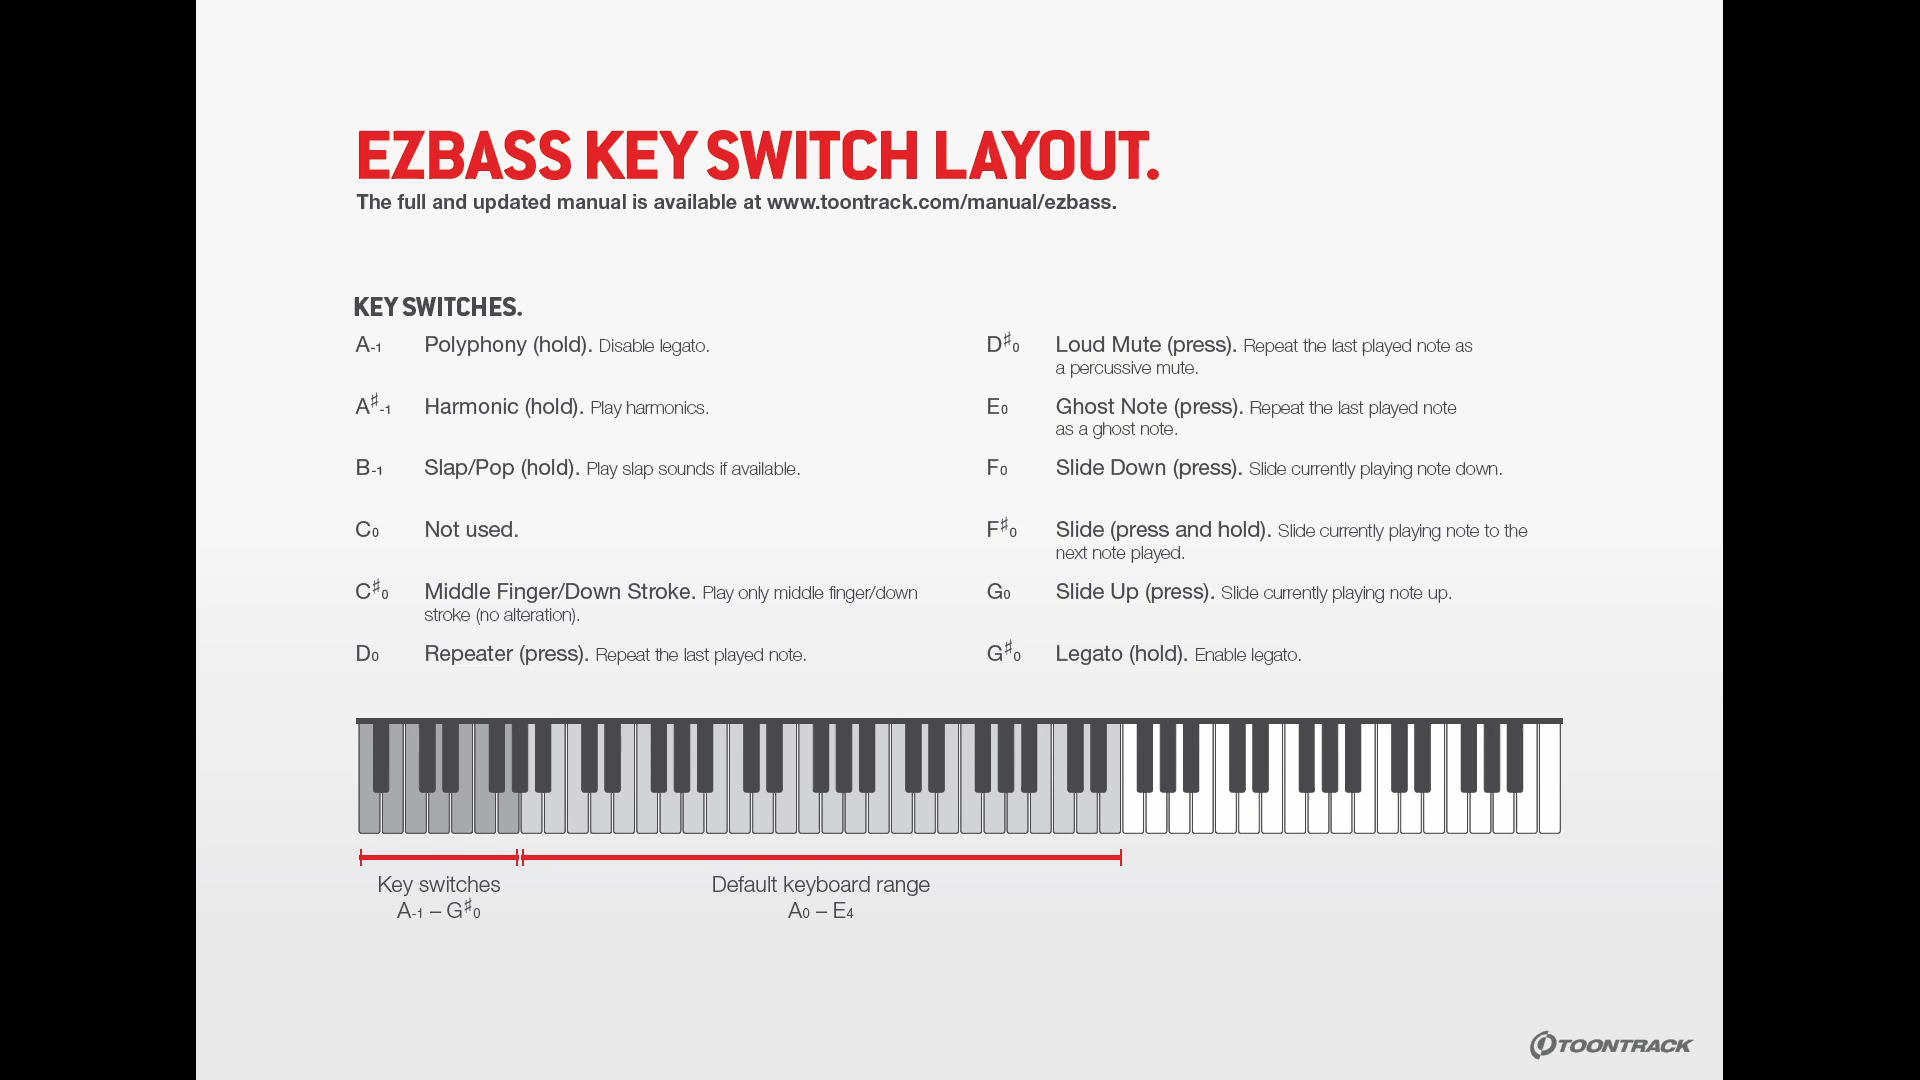 EZBASS KEY SWITCH LAYOUT.
The full and updated manual is available at www.toontrack.com/manual/ezbass.
KEY SWITCHES.
A-1 Polyphony (hold). Disable legato.
A♯-1 Harmonic (hold). Play harmonics.
B-1 Slap/Pop (hold). Play slap sounds if available.
C0 Not used.
C♯0 Middle Finger/Down Stroke. Play only middle finger/down
stroke (no alteration).
D0 Repeater (press). Repeat the last played note.
D♯0 Loud Mute (press). Repeat the last played note as
a percussive mute.
E0 Ghost Note (press). Repeat the last played note
as a ghost note.
F0 Slide Down (press). Slide currently playing note down.
F♯0 Slide (press and hold). Slide currently playing note to the
next note played.
G0 Slide Up (press). Slide currently playing note up.
G♯0 Legato (hold). Enable legato.
Key switches
A-1 – G♯0
Default keyboard range
A0 – E4
TOONTRACK